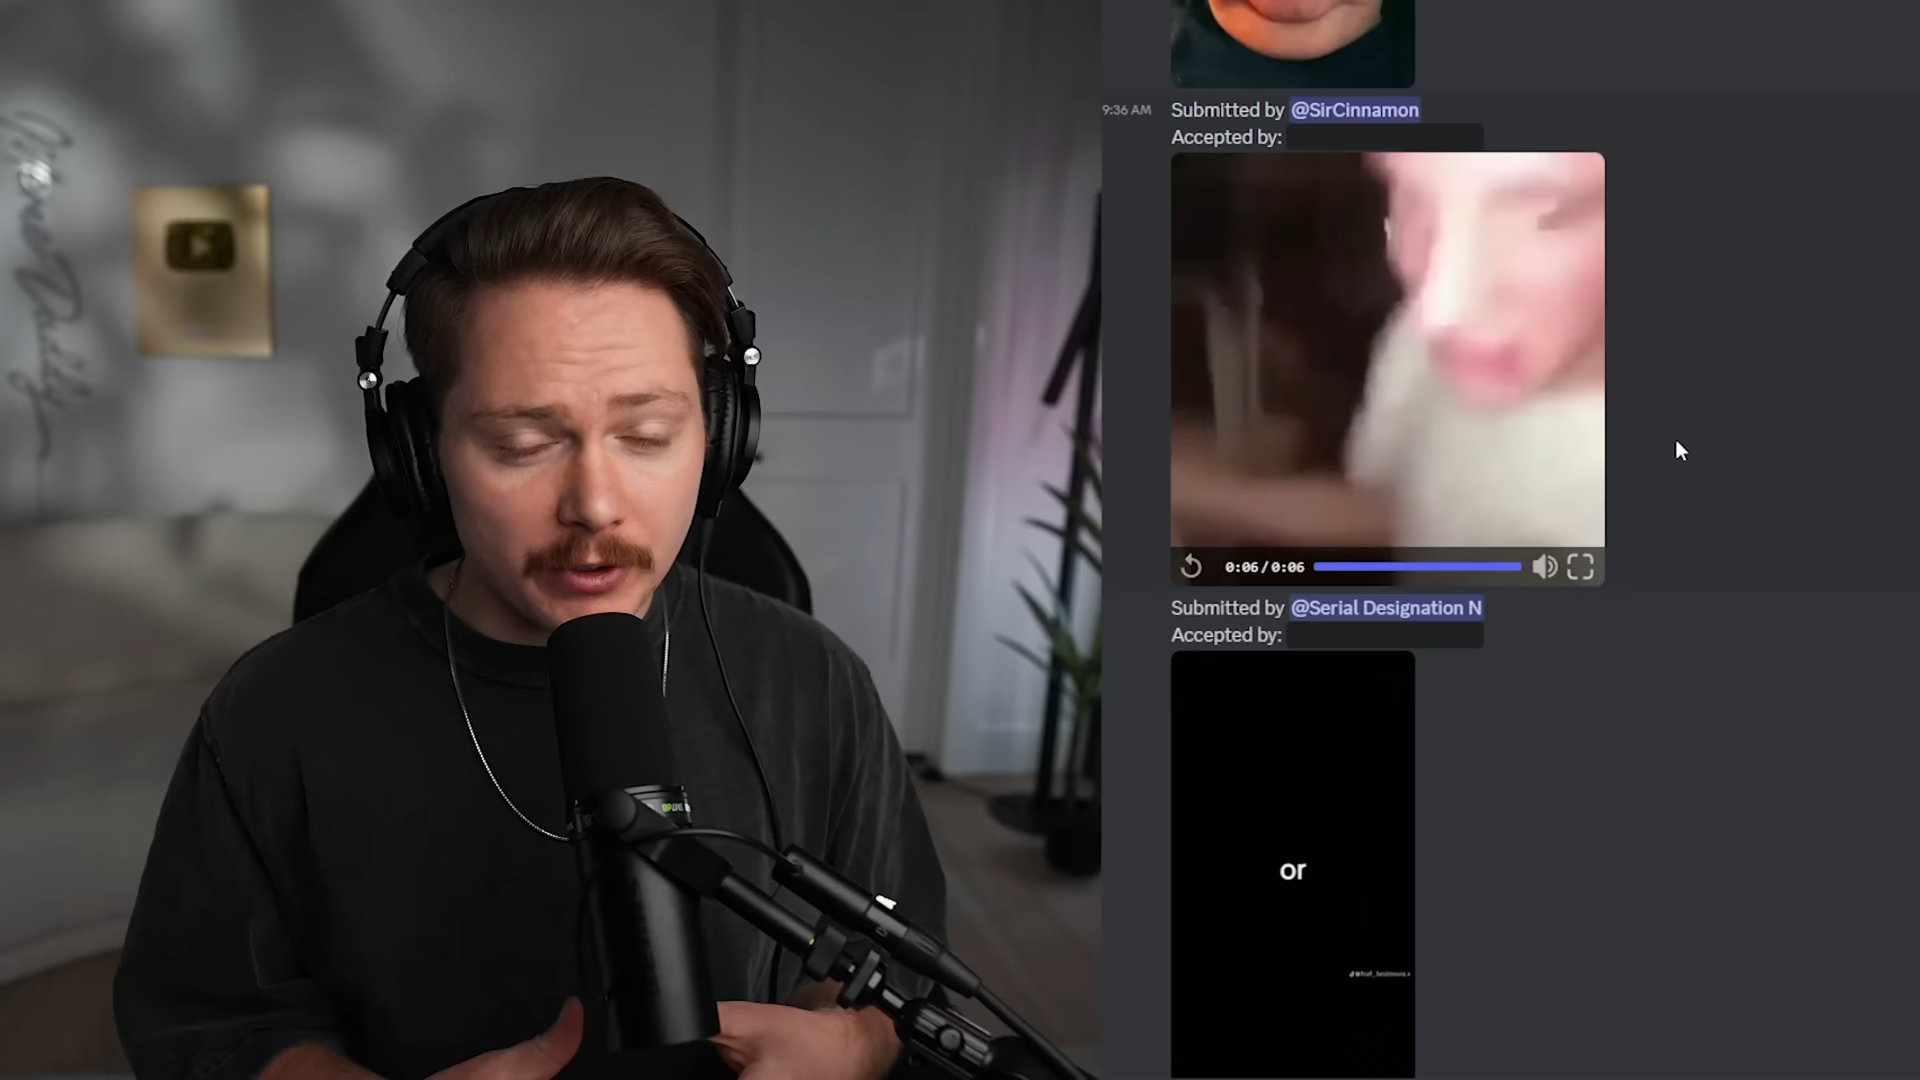 9:36 AM
Submitted by @SirCinnamon
Accepted by:
0:06/0:06
Submitted by @Serial Designation N
Accepted by:
or